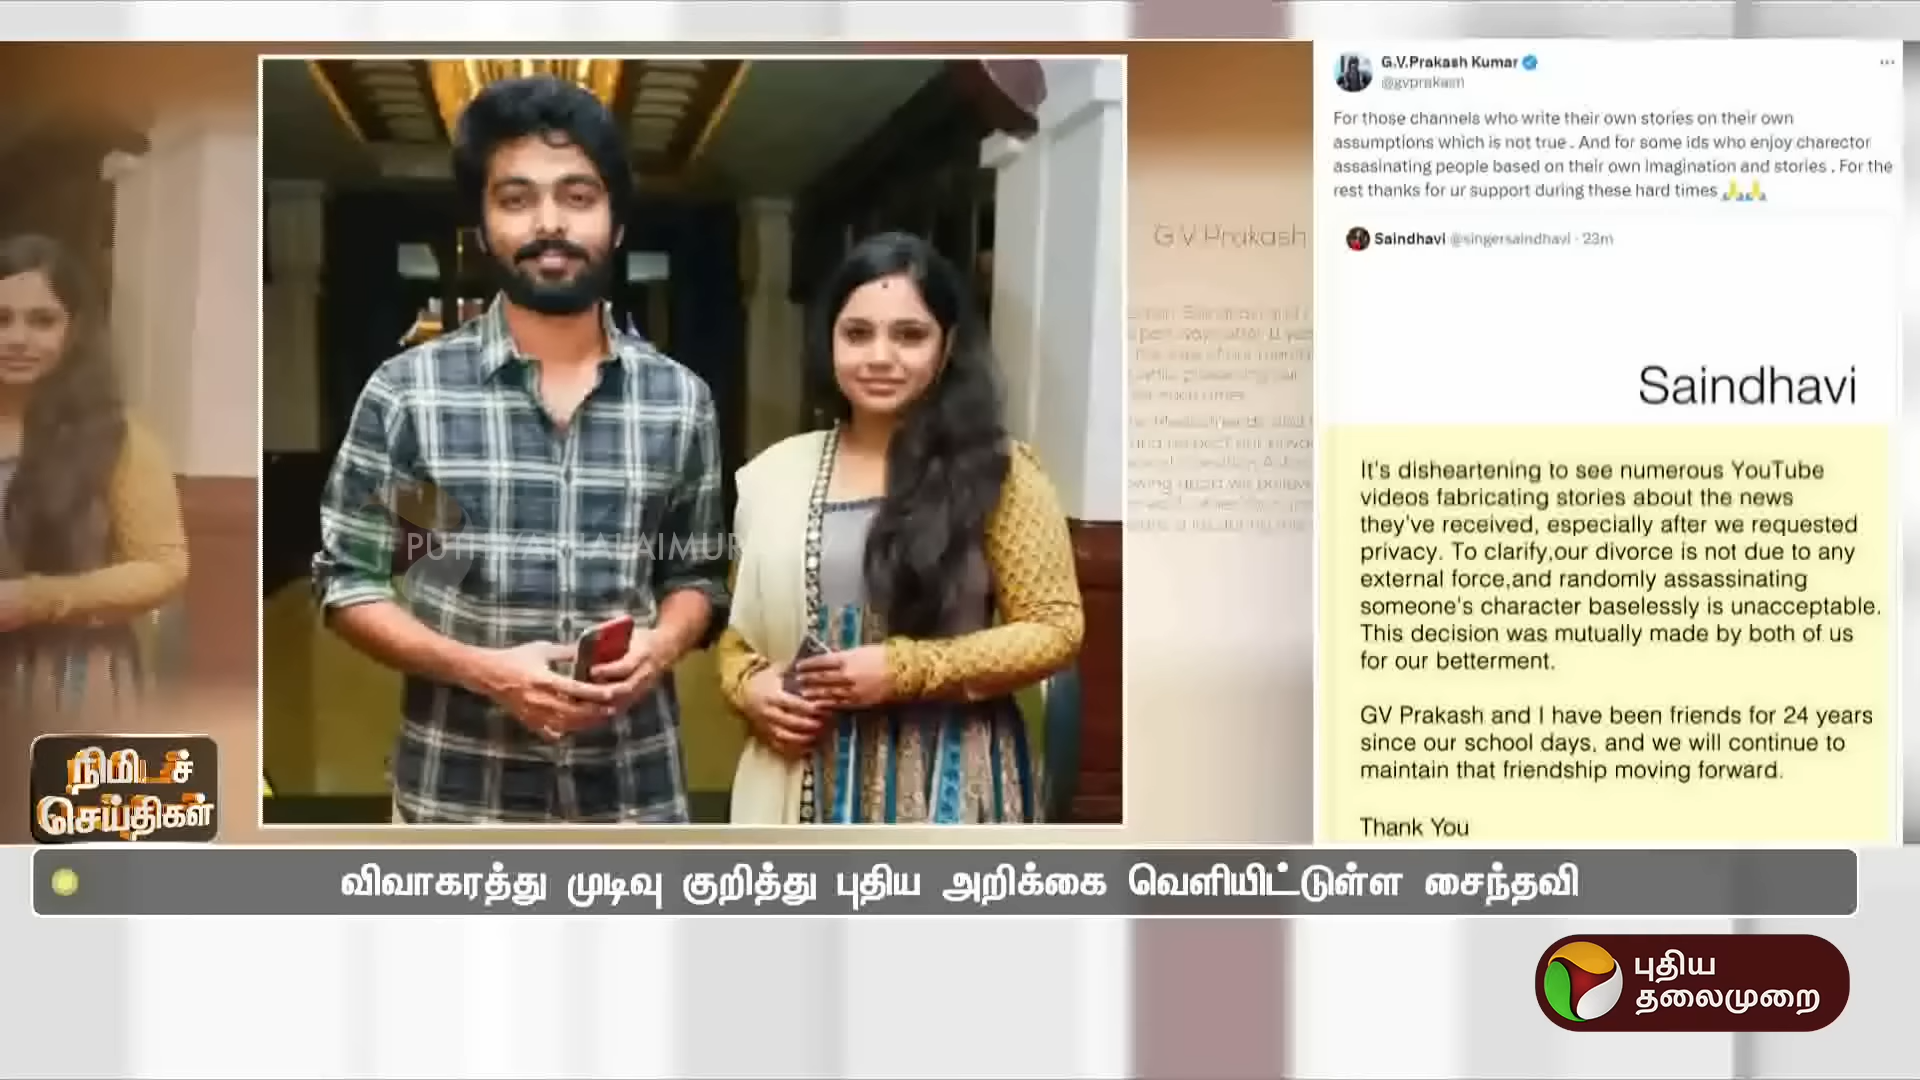 G.V.Prakash Kumar
@gvprakash
For those channels who write their own stories on their own
assumptions which is not true . And for some ids who enjoy charector
assasinating people based on their own imagination and stories . For the
rest thanks for ur support during these hard times 🙏🙏
Saindhavi @singersaindhavi · 23m
Saindhavi
It's disheartening to see numerous YouTube
videos fabricating stories about the news
they've received, especially after we requested
privacy. To clarify,our divorce is not due to any
external force,and randomly assassinating
someone's character baselessly is unacceptable.
This decision was mutually made by both of us
for our betterment.
GV Prakash and I have been friends for 24 years
since our school days, and we will continue to
maintain that friendship moving forward.
Thank You
G V Prakash
செய்திகள்
விவாகரத்து முடிவு குறித்து புதிய அறிக்கை வெளியிட்டுள்ள சைந்தவி
புதிய
தலைமுறை